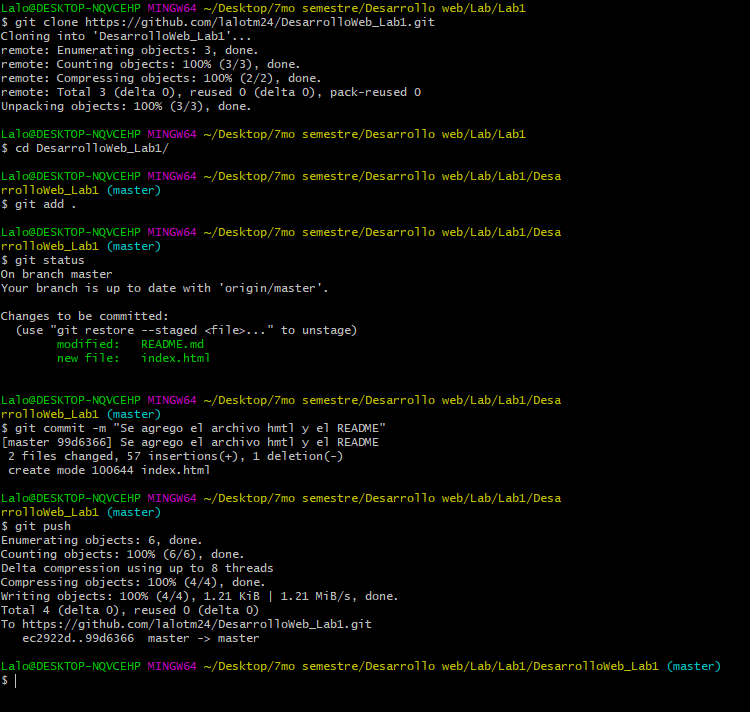 Lalo@DESKTOP-NQVCEHP MINGW64 ~/Desktop/7mo semestre/Desarrollo web/Lab/Lab1
$ git clone https://github.com/lalotm24/DesarrolloWeb_Lab1.git
Cloning into 'DesarrolloWeb_Lab1'...
remote: Enumerating objects: 3, done.
remote: Counting objects: 100% (3/3), done.
remote: Compressing objects: 100% (2/2), done.
remote: Total 3 (delta 0), reused 0 (delta 0), pack-reused 0
Unpacking objects: 100% (3/3), done.

Lalo@DESKTOP-NQVCEHP MINGW64 ~/Desktop/7mo semestre/Desarrollo web/Lab/Lab1
$ cd DesarrolloWeb_Lab1/

Lalo@DESKTOP-NQVCEHP MINGW64 ~/Desktop/7mo semestre/Desarrollo web/Lab/Lab1/Desa
rrolloWeb_Lab1 (master)
$ git add .

Lalo@DESKTOP-NQVCEHP MINGW64 ~/Desktop/7mo semestre/Desarrollo web/Lab/Lab1/Desa
rrolloWeb_Lab1 (master)
$ git status
On branch master
Your branch is up to date with 'origin/master'.

Changes to be committed:
  (use "git restore --staged <file>..." to unstage)
        modified:   README.md
        new file:   index.html

Lalo@DESKTOP-NQVCEHP MINGW64 ~/Desktop/7mo semestre/Desarrollo web/Lab/Lab1/Desa
rrolloWeb_Lab1 (master)
$ git commit -m "Se agrego el archivo hmtl y el README"
[master 99d6366] Se agrego el archivo hmtl y el README
 2 files changed, 57 insertions(+), 1 deletion(-)
 create mode 100644 index.html

Lalo@DESKTOP-NQVCEHP MINGW64 ~/Desktop/7mo semestre/Desarrollo web/Lab/Lab1/Desa
rrolloWeb_Lab1 (master)
$ git push
Enumerating objects: 6, done.
Counting objects: 100% (6/6), done.
Delta compression using up to 8 threads
Compressing objects: 100% (4/4), done.
Writing objects: 100% (4/4), 1.21 KiB | 1.21 MiB/s, done.
Total 4 (delta 0), reused 0 (delta 0)
To https://github.com/lalotm24/DesarrolloWeb_Lab1.git
   ec2922d..99d6366  master -> master

Lalo@DESKTOP-NQVCEHP MINGW64 ~/Desktop/7mo semestre/Desarrollo web/Lab/Lab1/DesarrolloWeb_Lab1 (master)
$